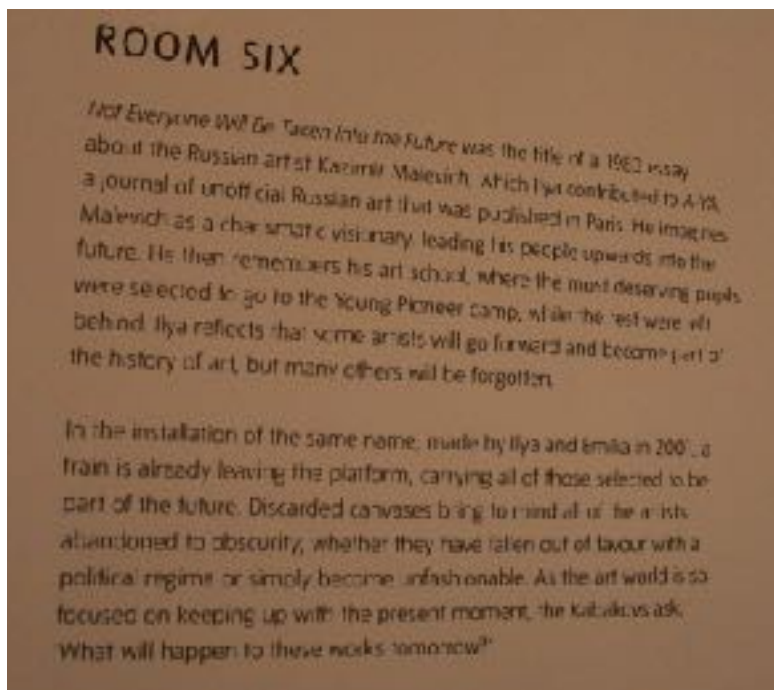 ROOM SIX
Not Everyone Will Be Taken Into the Future was the title of a 1983 essay
about the Russian artist Kazimir Malevich, which Ilya contributed to A-YA,
a journal of unofficial Russian art that was published in Paris. He imagines
Malevich as a charismatic visionary, leading his people upwards into the
future. He then remembers his art school, where the most deserving pupils
were selected to go to the Young Pioneer camp, while the rest were left
behind. Ilya reflects that some artists will go forward and become part of
the history of art, but many others will be forgotten.
In the installation of the same name, made by Ilya and Emilia in 2001, a
train is already leaving the platform, carrying all of those selected to be
part of the future. Discarded canvases bring to mind all of the artists
abandoned to obscurity, whether they have fallen out of favour with a
political regime or simply become unfashionable. As the art world is so
focused on keeping up with the present moment, the Kabakovs ask,
'What will happen to these works tomorrow?'